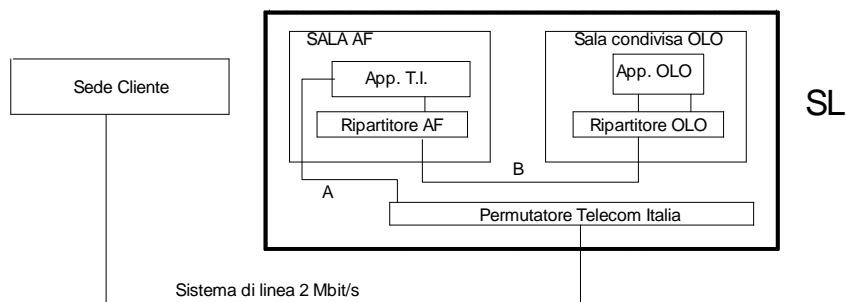 SALA AF
Sala condivisa OLO
Sede Cliente
App. T.I.
App. OLO
SL
Ripartitore AF
Ripartitore OLO
A
B
Permutatore Telecom Italia
Sistema di linea 2 Mbit/s